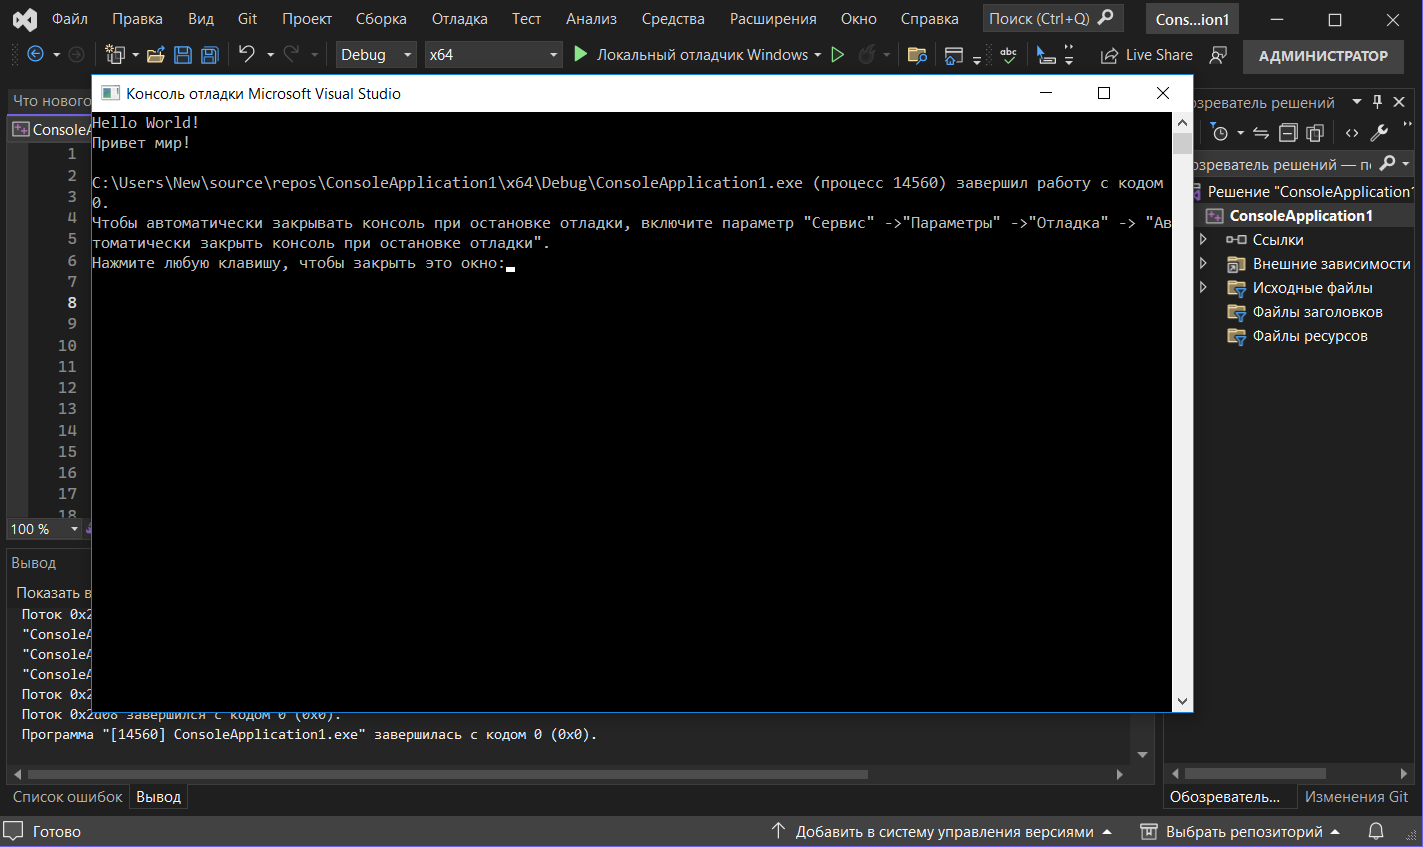 Файл Правка Вид Git Проект Сборка Отладка Тест Анализ Средства Расширения Окно Справка Поиск (Ctrl+Q) Cons...ion1
Debug x64 Локальный отладчик Windows abc Live Share АДМИНИСТРАТОР
Консоль отладки Microsoft Visual Studio
Что нового
ConsoleA
Hello World!
Привет мир!
C:\Users\New\source\repos\ConsoleApplication1\x64\Debug\ConsoleApplication1.exe (процесс 14560) завершил работу с кодом
0.
Чтобы автоматически закрывать консоль при остановке отладки, включите параметр "Сервис" ->"Параметры" ->"Отладка" -> "Ав
томатически закрыть консоль при остановке отладки".
Нажмите любую клавишу, чтобы закрыть это окно:
1
2
3
4
5
6
7
8
9
10
11
12
13
14
15
16
17
18
100 %
озреватель решений
озреватель решений — по
Решение "ConsoleApplication1
ConsoleApplication1
Ссылки
Внешние зависимости
Исходные файлы
Файлы заголовков
Файлы ресурсов
Вывод
Показать в
Поток 0x2
"ConsoleA
"ConsoleA
"ConsoleA
Поток 0x2
Поток 0x2d08 завершился с кодом 0 (0x0).
Программа "[14560] ConsoleApplication1.exe" завершилась с кодом 0 (0x0).
Список ошибок Вывод
Обозреватель... Изменения Git
Готово Добавить в систему управления версиями Выбрать репозиторий